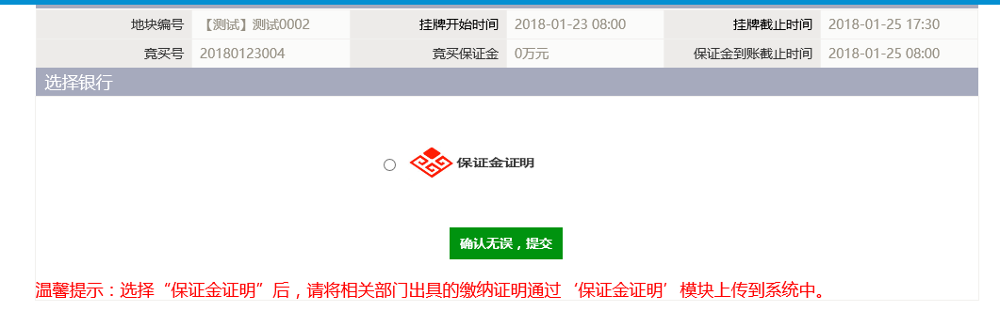 地块编号 【测试】测试0002 挂牌开始时间 2018-01-23 08:00 挂牌截止时间 2018-01-25 17:30
竞买号 20180123004 竞买保证金 0万元 保证金到账截止时间 2018-01-25 08:00
选择银行
保证金证明
确认无误，提交
温馨提示：选择“保证金证明”后，请将相关部门出具的缴纳证明通过‘保证金证明’模块上传到系统中。